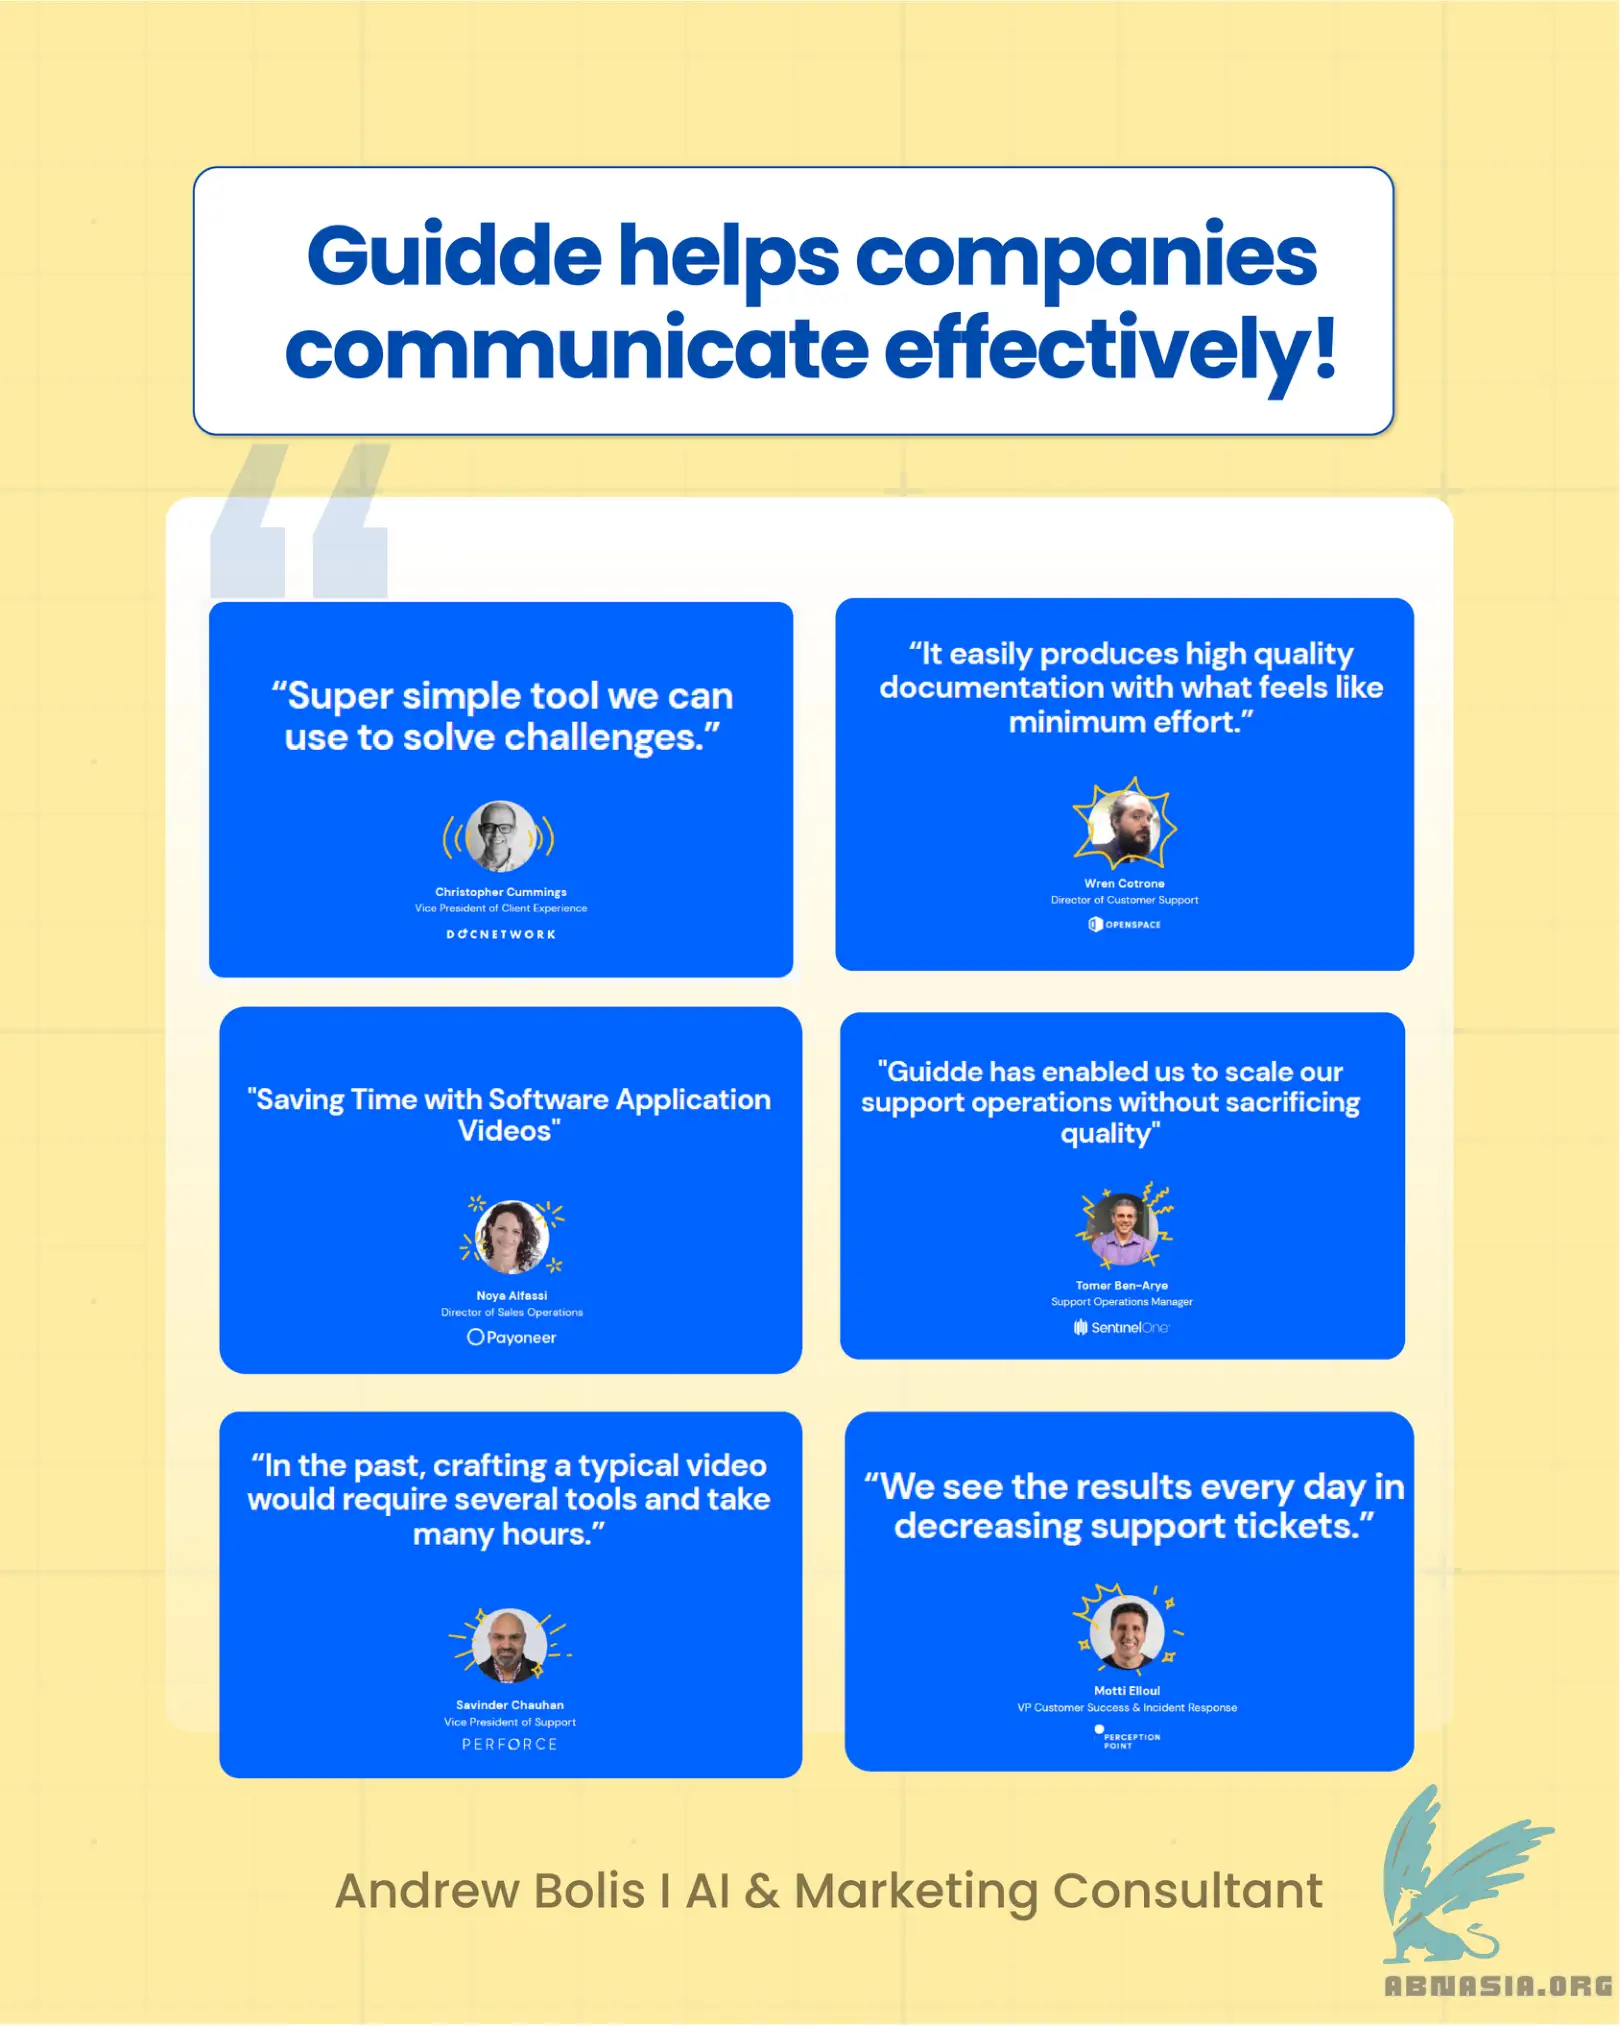 Guidde helps companies
communicate effectively!
“Super simple tool we can
use to solve challenges.”
Christopher Cummings
Vice President of Client Experience
DOCNETWORK
“It easily produces high quality
documentation with what feels like
minimum effort.”
Wren Cotrone
Director of Customer Support
OPENSPACE
"Saving Time with Software Application
Videos"
Noya Alfassi
Director of Sales Operations
Payoneer
"Guidde has enabled us to scale our
support operations without sacrificing
quality"
Tomer Ben-Arye
Support Operations Manager
SentinelOne
“In the past, crafting a typical video
would require several tools and take
many hours.”
Savinder Chauhan
Vice President of Support
PERFORCE
“We see the results every day in
decreasing support tickets.”
Motti Elloul
VP Customer Success & Incident Response
PERCEPTION
POINT
Andrew Bolis I AI & Marketing Consultant
ABNASIA.ORG